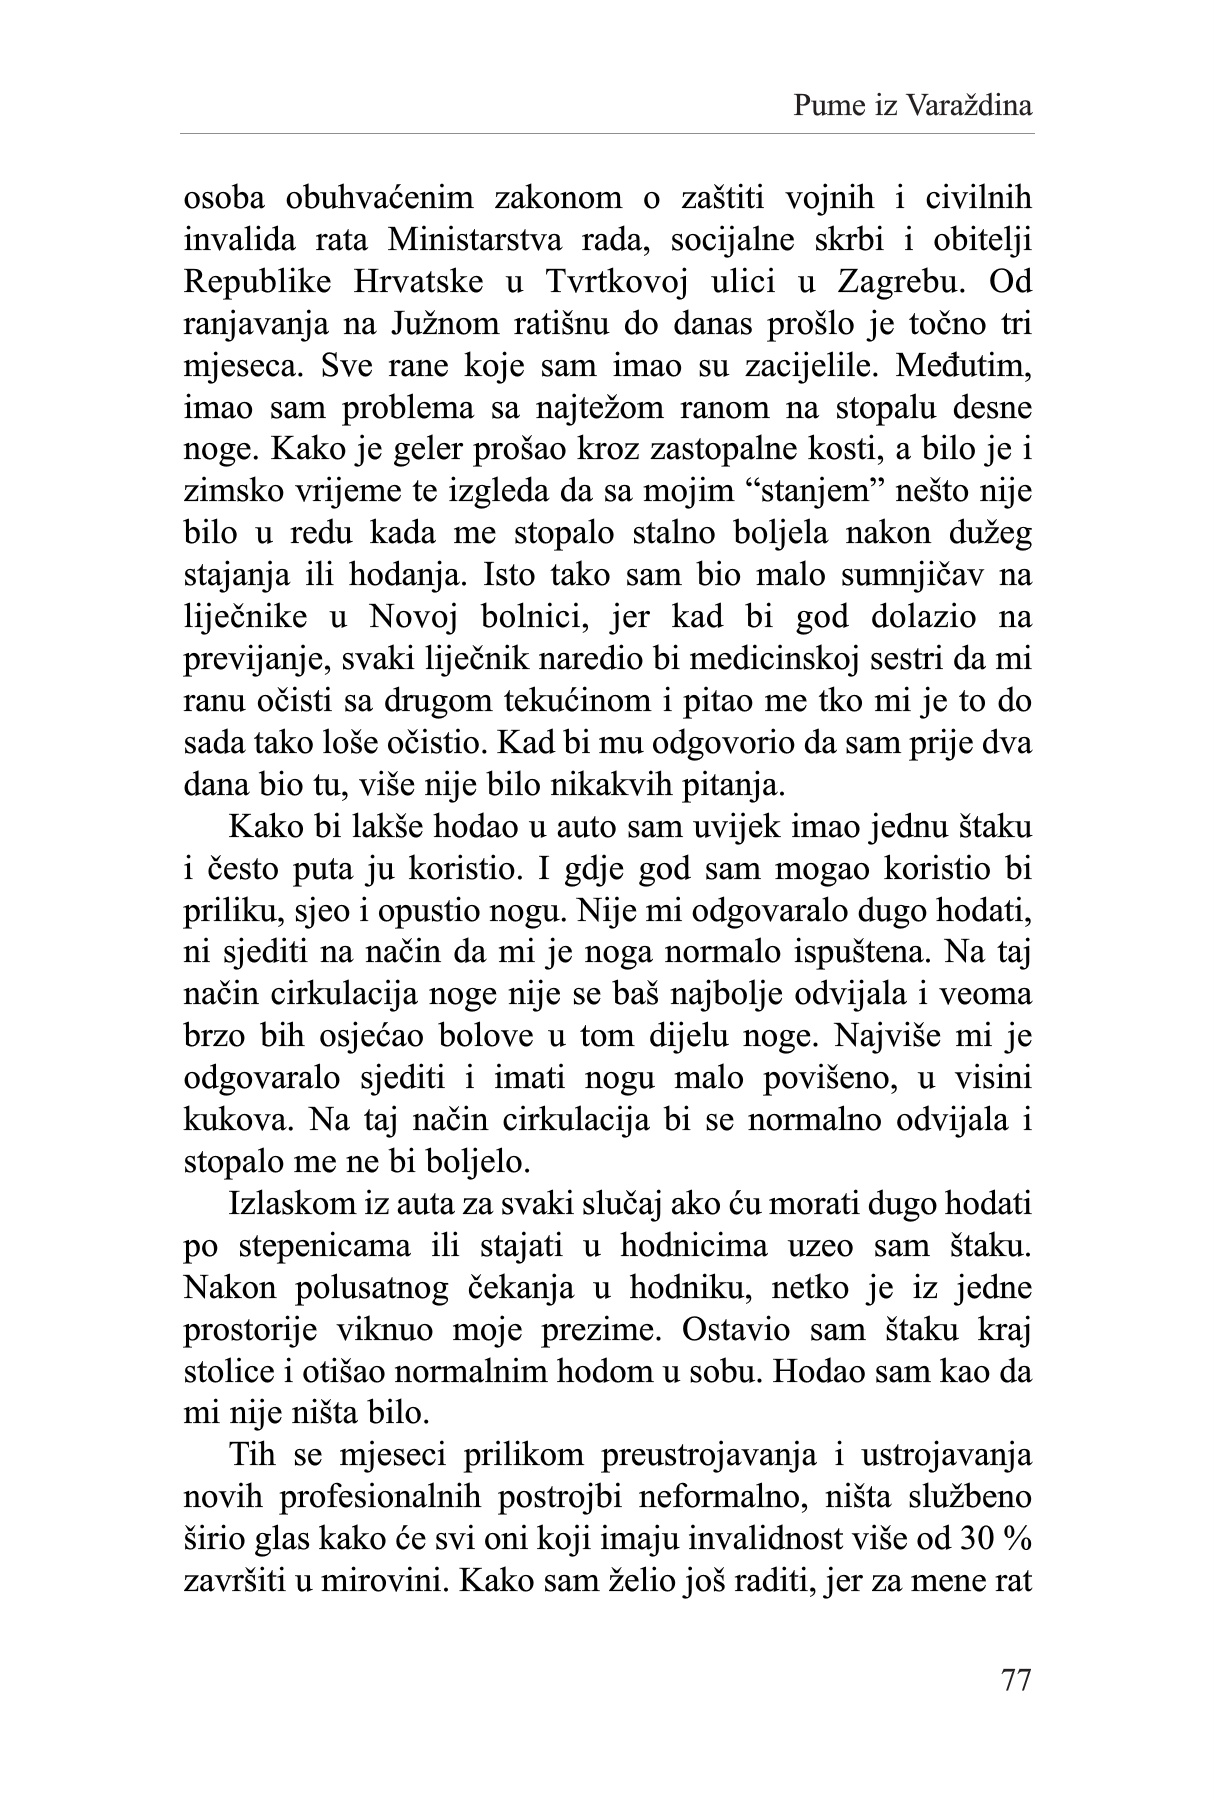 Pume iz Varaždina
osoba obuhvaćenim zakonom o zaštiti vojnih i civilnih
invalida rata Ministarstva rada, socijalne skrbi i obitelji
Republike Hrvatske u Tvrtkovoj ulici u Zagrebu. Od
ranjavanja na Južnom ratišnu do danas prošlo je točno tri
mjeseca. Sve rane koje sam imao su zacijelile. Međutim,
imao sam problema sa najtežom ranom na stopalu desne
noge. Kako je geler prošao kroz zastopalne kosti, a bilo je i
zimsko vrijeme te izgleda da sa mojim “stanjem” nešto nije
bilo u redu kada me stopalo stalno boljela nakon dužeg
stajanja ili hodanja. Isto tako sam bio malo sumnjičav na
liječnike u Novoj bolnici, jer kad bi god dolazio na
previjanje, svaki liječnik naredio bi medicinskoj sestri da mi
ranu očisti sa drugom tekućinom i pitao me tko mi je to do
sada tako loše očistio. Kad bi mu odgovorio da sam prije dva
dana bio tu, više nije bilo nikakvih pitanja.
Kako bi lakše hodao u auto sam uvijek imao jednu štaku
i često puta ju koristio. I gdje god sam mogao koristio bi
priliku, sjeo i opustio nogu. Nije mi odgovaralo dugo hodati,
ni sjediti na način da mi je noga normalo ispuštena. Na taj
način cirkulacija noge nije se baš najbolje odvijala i veoma
brzo bih osjećao bolove u tom dijelu noge. Najviše mi je
odgovaralo sjediti i imati nogu malo povišeno, u visini
kukova. Na taj način cirkulacija bi se normalno odvijala i
stopalo me ne bi boljelo.
Izlaskom iz auta za svaki slučaj ako ću morati dugo hodati
po stepenicama ili stajati u hodnicima uzeo sam štaku.
Nakon polusatnog čekanja u hodniku, netko je iz jedne
prostorije viknuo moje prezime. Ostavio sam štaku kraj
stolice i otišao normalnim hodom u sobu. Hodao sam kao da
mi nije ništa bilo.
Tih se mjeseci prilikom preustrojavanja i ustrojavanja
novih profesionalnih postrojbi neformalno, ništa službeno
širio glas kako će svi oni koji imaju invalidnost više od 30 %
završiti u mirovini. Kako sam želio još raditi, jer za mene rat
77